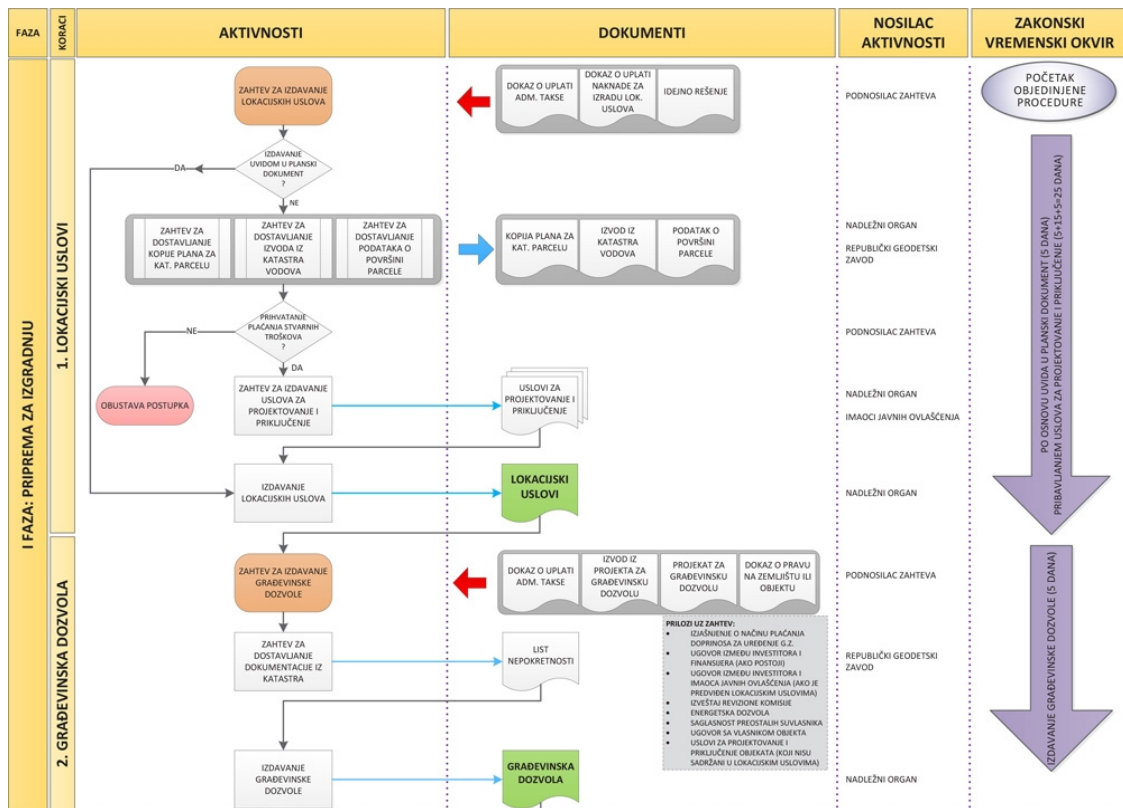 FAZA
KORACI
AKTIVNOSTI
DOKUMENTI
NOSILAC
AKTIVNOSTI
ZAKONSKI
VREMENSKI OKVIR
I FAZA: PRIPREMA ZA IZGRADNJU
1. LOKACIJSKI USLOVI
ZAHTEV ZA IZDAVANJE
LOKACIJSKIH USLOVA
DOKAZ O UPLATI
ADM. TAKSE
DOKAZ O UPLATI
NAKNADE ZA
IZRADU LOK.
USLOVA
IDEJNO REŠENJE
PODNOSILAC ZAHTEVA
POČETAK
OBJEDINJENE
PROCEDURE
IZDAVANJE
UVIDOM U PLANSKI
DOKUMENT
?
DA
NE
ZAHTEV ZA
DOSTAVLJANJE
KOPIJE PLANA ZA
KAT. PARCELU
ZAHTEV ZA
DOSTAVLJANJE
IZVODA IZ
KATASTRA
VODOVA
ZAHTEV ZA
DOSTAVLJANJE
PODATAKA O
POVRŠINI
PARCELE
KOPIJA PLANA ZA
KAT. PARCELU
IZVOD IZ
KATASTRA
VODOVA
PODATAK O
POVRŠINI
PARCELE
NADLEŽNI ORGAN
REPUBLIČKI GEODETSKI
ZAVOD
PO OSNOVU UVIDA U PLANSKI DOKUMENT (5 DANA)
PRIBAVLJANJEM USLOVA ZA PROJEKTOVANJE I PRIKLJUČENJE (5+15+5=25 DANA)
PRIHVATANJE
PLAĆANJA STVARNIH
TROŠKOVA
?
NE
DA
PODNOSILAC ZAHTEVA
OBUSTAVA POSTUPKA
ZAHTEV ZA IZDAVANJE
USLOVA ZA
PROJEKTOVANJE I
PRIKLJUČENJE
USLOVI ZA
PROJEKTOVANJE I
PRIKLJUČENJE
NADLEŽNI ORGAN
IMAOCI JAVNIH OVLAŠĆENJA
IZDAVANJE
LOKACIJSKIH USLOVA
LOKACIJSKI
USLOVI
NADLEŽNI ORGAN
2. GRAĐEVINSKA DOZVOLA
ZAHTEV ZA IZDAVANJE
GRAĐEVINSKE
DOZVOLE
DOKAZ O UPLATI
ADM. TAKSE
IZVOD IZ
PROJEKTA ZA
GRAĐEVINSKU
DOZVOLU
PROJEKAT ZA
GRAĐEVINSKU
DOZVOLU
DOKAZ O PRAVU
NA ZEMLJIŠTU ILI
OBJEKTU
PODNOSILAC ZAHTEVA
IZDAVANJE GRAĐEVINSKE DOZVOLE (5 DANA)
ZAHTEV ZA
DOSTAVLJANJE
DOKUMENTACIJE IZ
KATASTRA
LIST
NEPOKRETNOSTI
PRILOZI UZ ZAHTEV:
• IZJAŠNJENJE O NAČINU PLAĆANJA
DOPRINOSA ZA UREĐENJE G.Z.
• UGOVOR IZMEĐU INVESTITORA I
FINANSIJERA (AKO POSTOJI)
• UGOVOR IZMEĐU INVESTITORA I
IMAOCA JAVNIH OVLAŠĆENJA (AKO JE
PREDVIĐEN LOKACIJSKIM USLOVIMA)
• IZVEŠTAJ REVIZIONE KOMISIJE
• ENERGETSKA DOZVOLA
• SAGLASNOST PREOSTALIH SUVLASNIKA
• UGOVOR SA VLASNIKOM OBJEKTA
• USLOVI ZA PROJEKTOVANJE I
PRIKLJUČENJE OBJEKATA (KOJI NISU
SADRŽANI U LOKACIJSKIM USLOVIMA)
REPUBLIČKI GEODETSKI
ZAVOD
IZDAVANJE
GRAĐEVINSKE
DOZVOLE
GRAĐEVINSKA
DOZVOLA
NADLEŽNI ORGAN